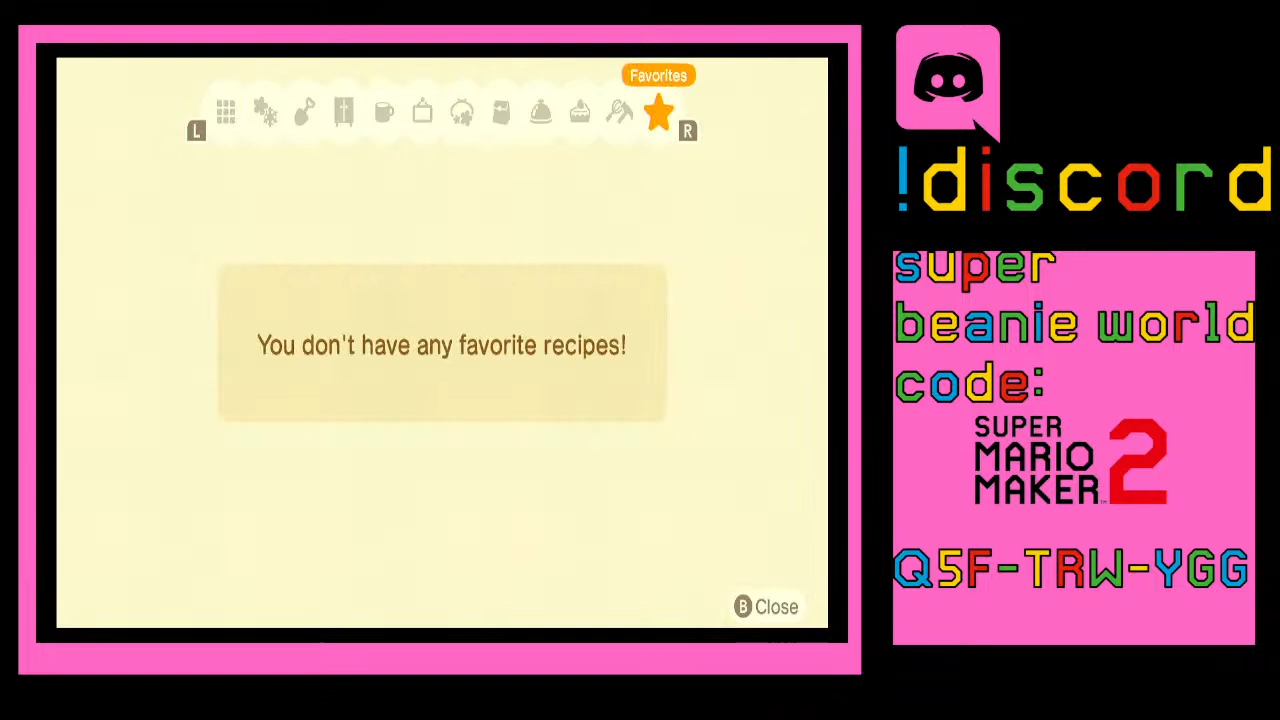 Favorites
L
R
You don't have any favorite recipes!
B Close
!discord
super
beanie world
code:
SUPER
MARIO
MAKER 2
Q5F-TRW-YGG